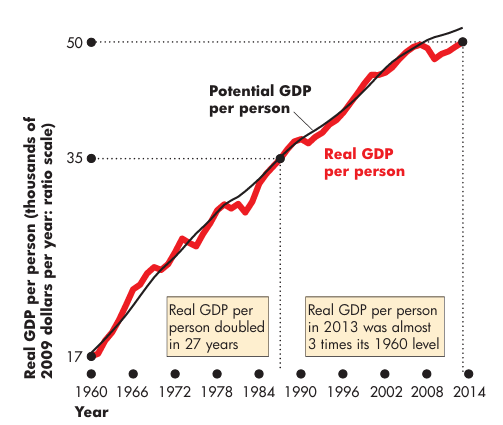 50
Potential GDP
per person
35
Real GDP
per person
Real GDP per person (thousands of
2009 dollars per year: ratio scale)
Real GDP per
person doubled
in 27 years
Real GDP per person
in 2013 was almost
3 times its 1960 level
17
1960 1966 1972 1978 1984 1990 1996 2002 2008 2014
Year